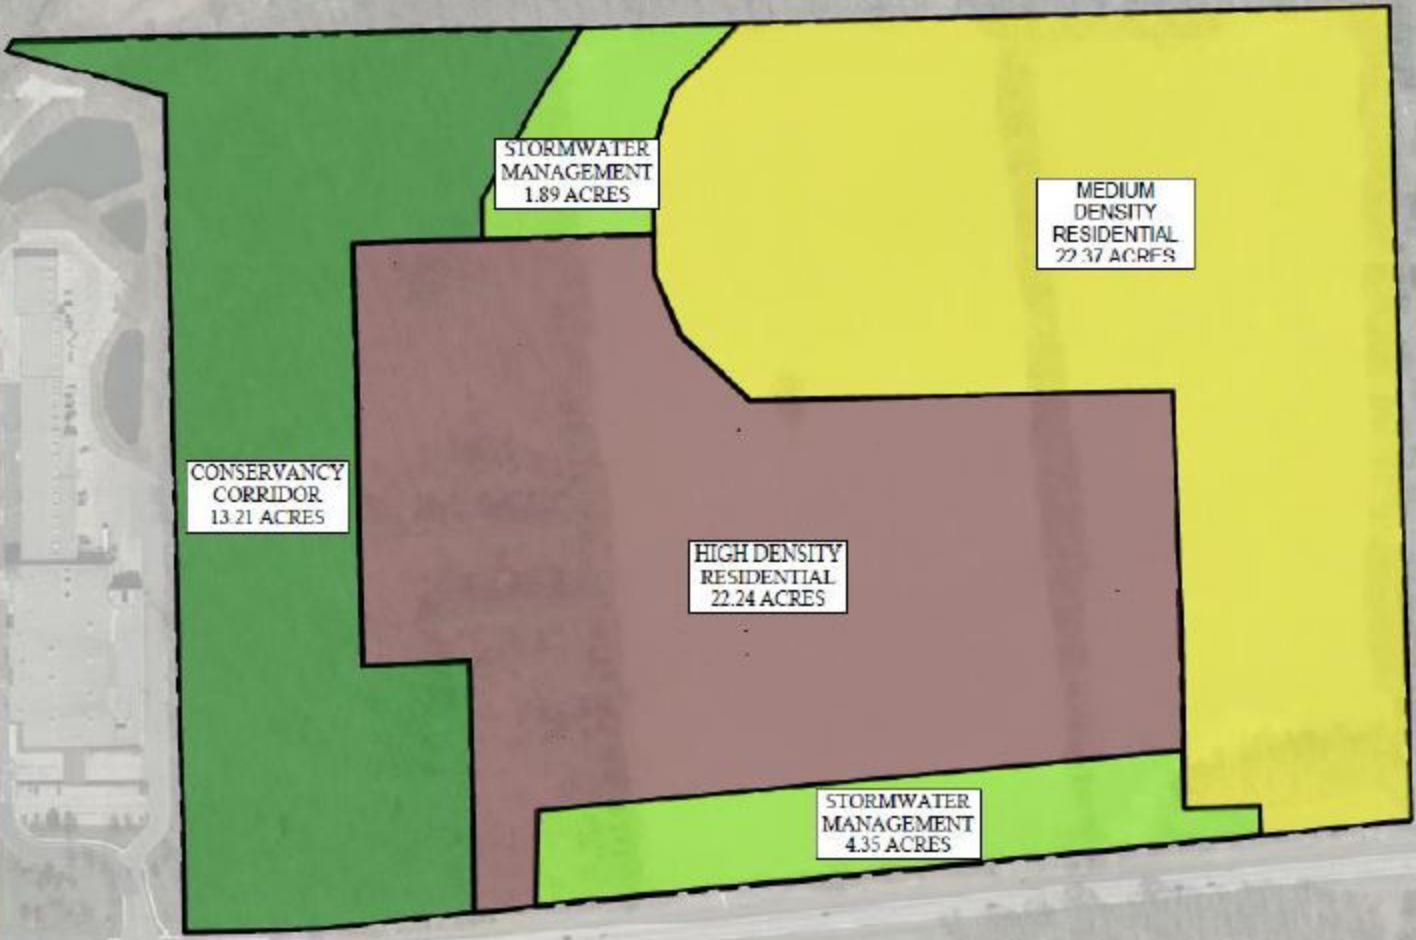 STORMWATER
MANAGEMENT
1.89 ACRES
MEDIUM
DENSITY
RESIDENTIAL
22.37 ACRES
CONSERVANCY
CORRIDOR
13.21 ACRES
HIGH DENSITY
RESIDENTIAL
22.24 ACRES
STORMWATER
MANAGEMENT
4.35 ACRES